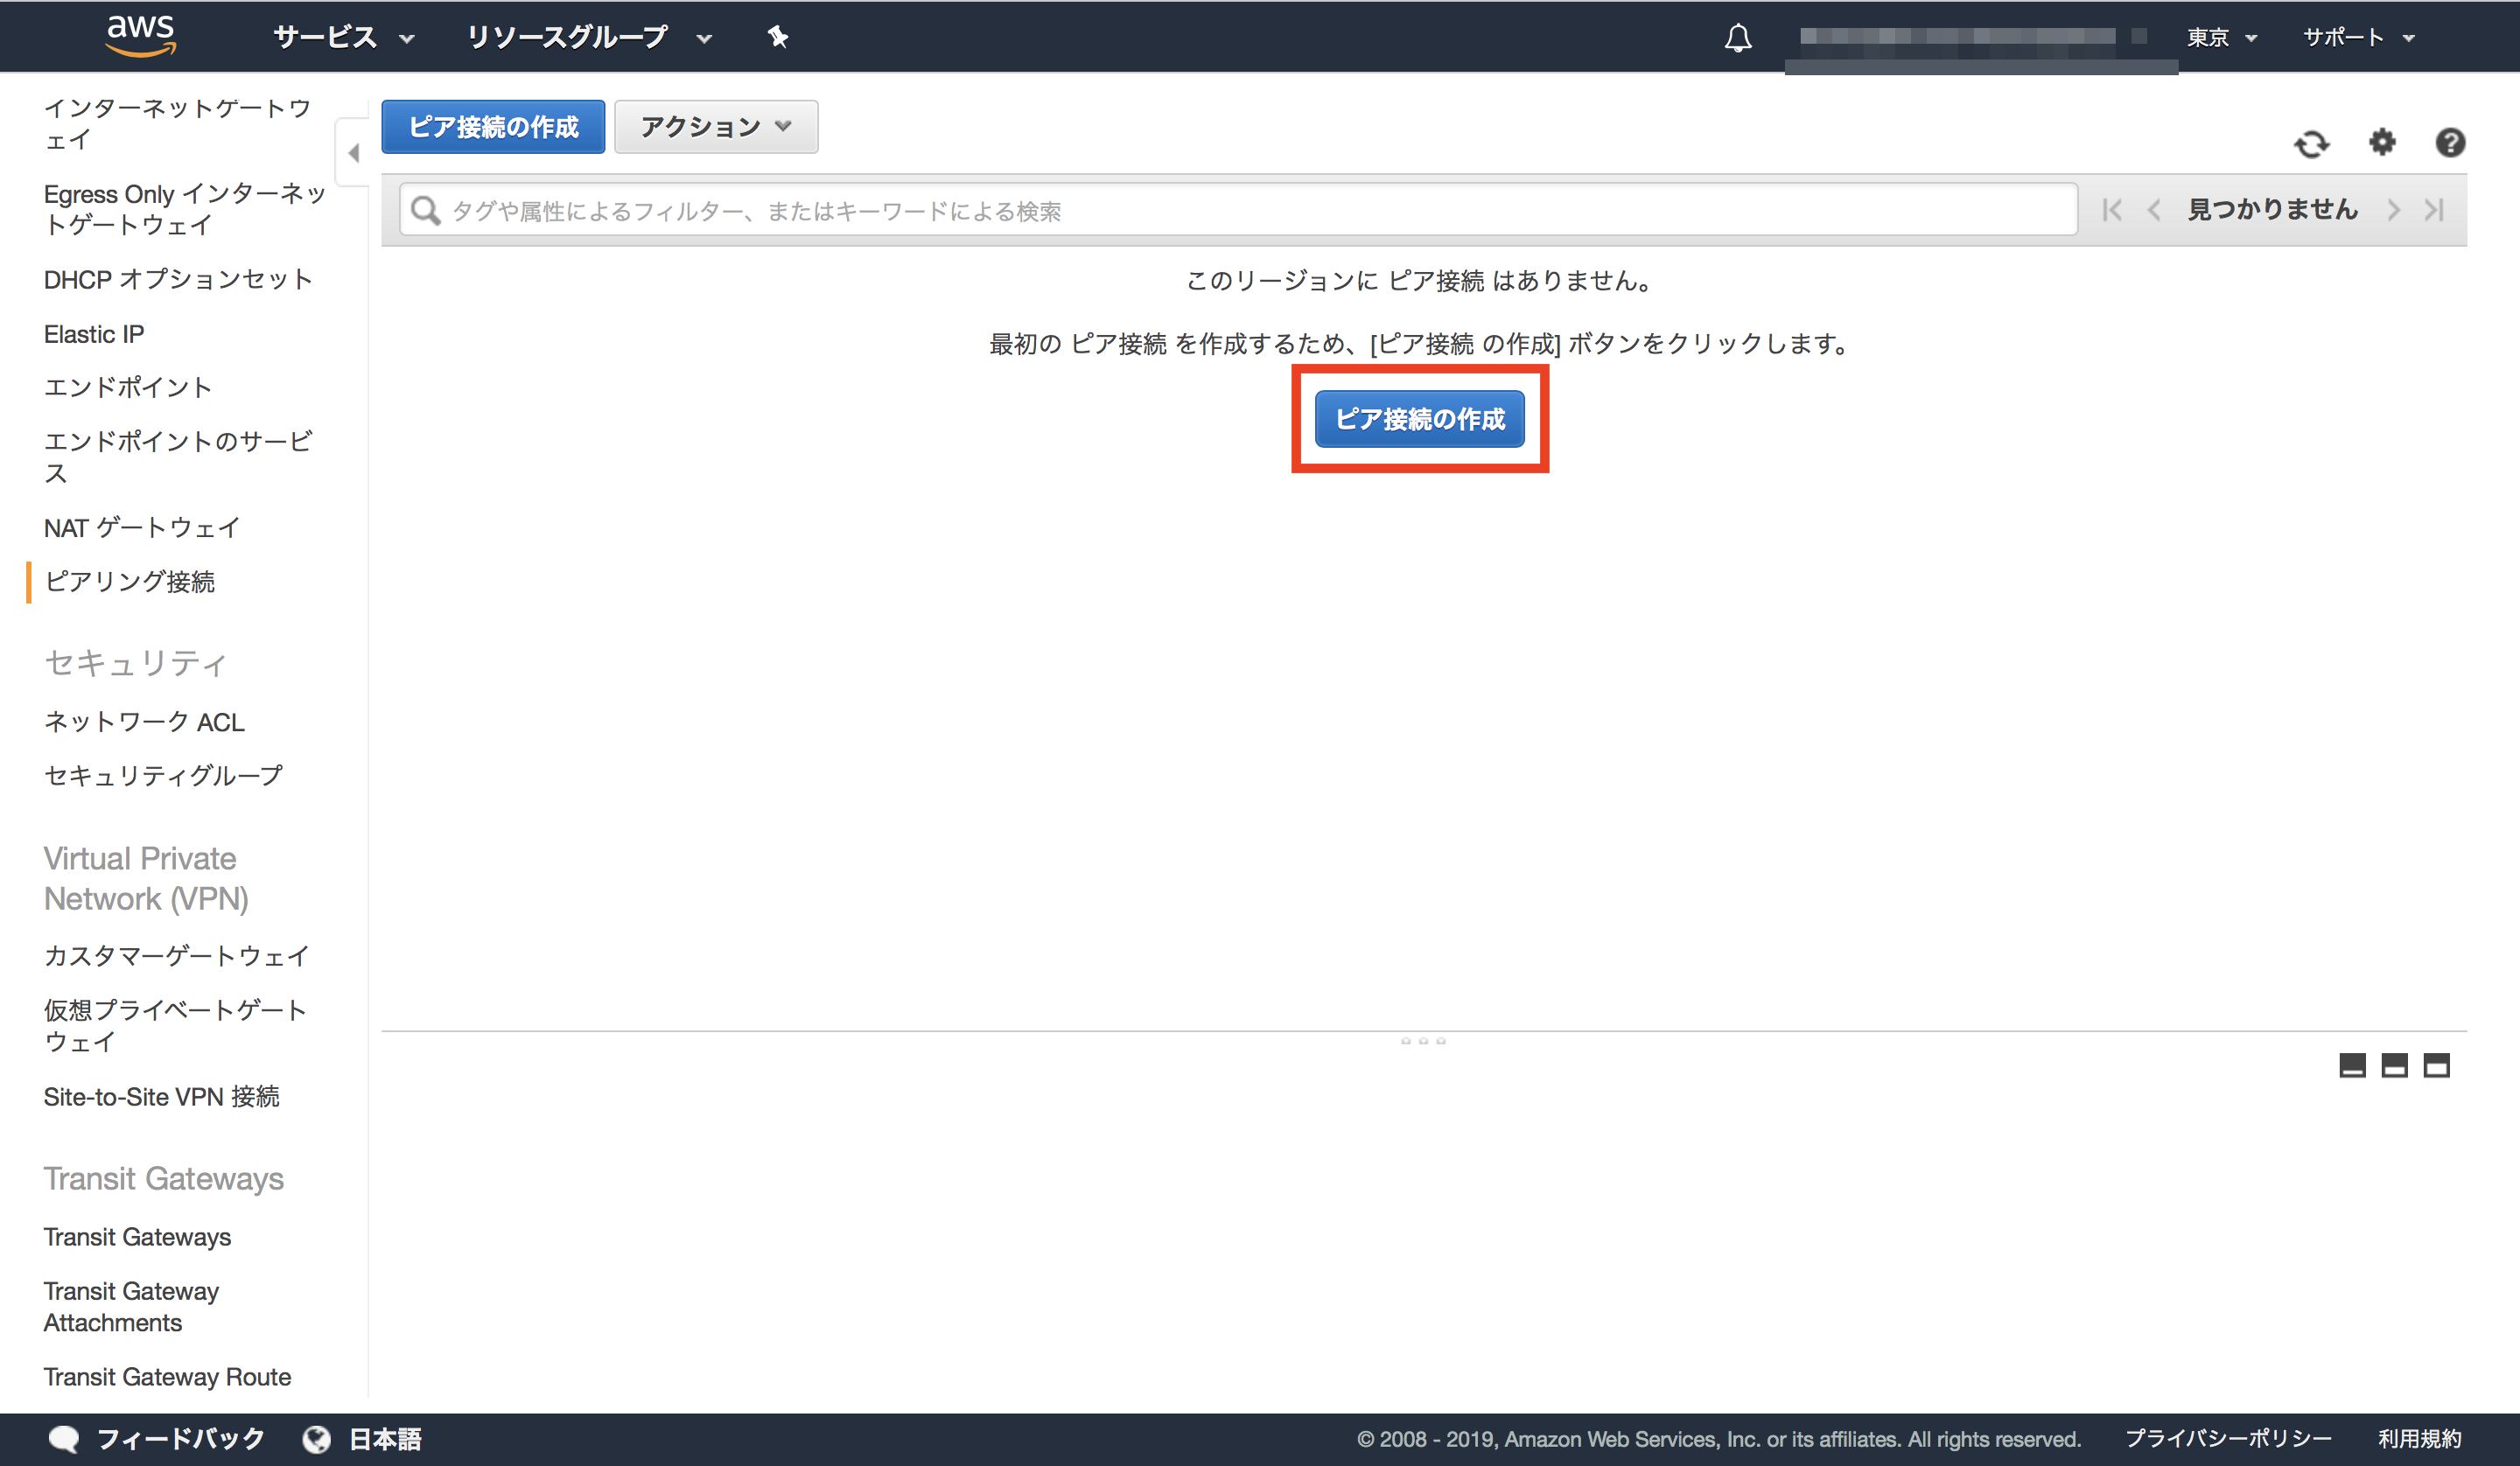 aws サービス リソースグループ 東京 サポート
インターネットゲートウ
ェイ
Egress Only インターネッ
トゲートウェイ
DHCP オプションセット
Elastic IP
エンドポイント
エンドポイントのサービ
ス
NAT ゲートウェイ
ピアリング接続
セキュリティ
ネットワーク ACL
セキュリティグループ
Virtual Private
Network (VPN)
カスタマーゲートウェイ
仮想プライベートゲート
ウェイ
Site-to-Site VPN 接続
Transit Gateways
Transit Gateways
Transit Gateway
Attachments
Transit Gateway Route
ピア接続の作成 アクション
タグや属性によるフィルター、またはキーワードによる検索 見つかりません
このリージョンに ピア接続 はありません。
最初の ピア接続 を作成するため、[ピア接続 の作成] ボタンをクリックします。
ピア接続の作成
フィードバック 日本語 © 2008 - 2019, Amazon Web Services, Inc. or its affiliates. All rights reserved. プライバシーポリシー 利用規約